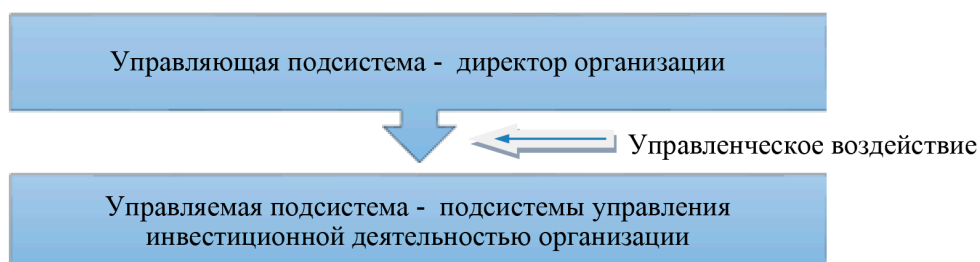 Управляющая подсистема - директор организации
Управленческое воздействие
Управляемая подсистема - подсистемы управления
инвестиционной деятельностью организации